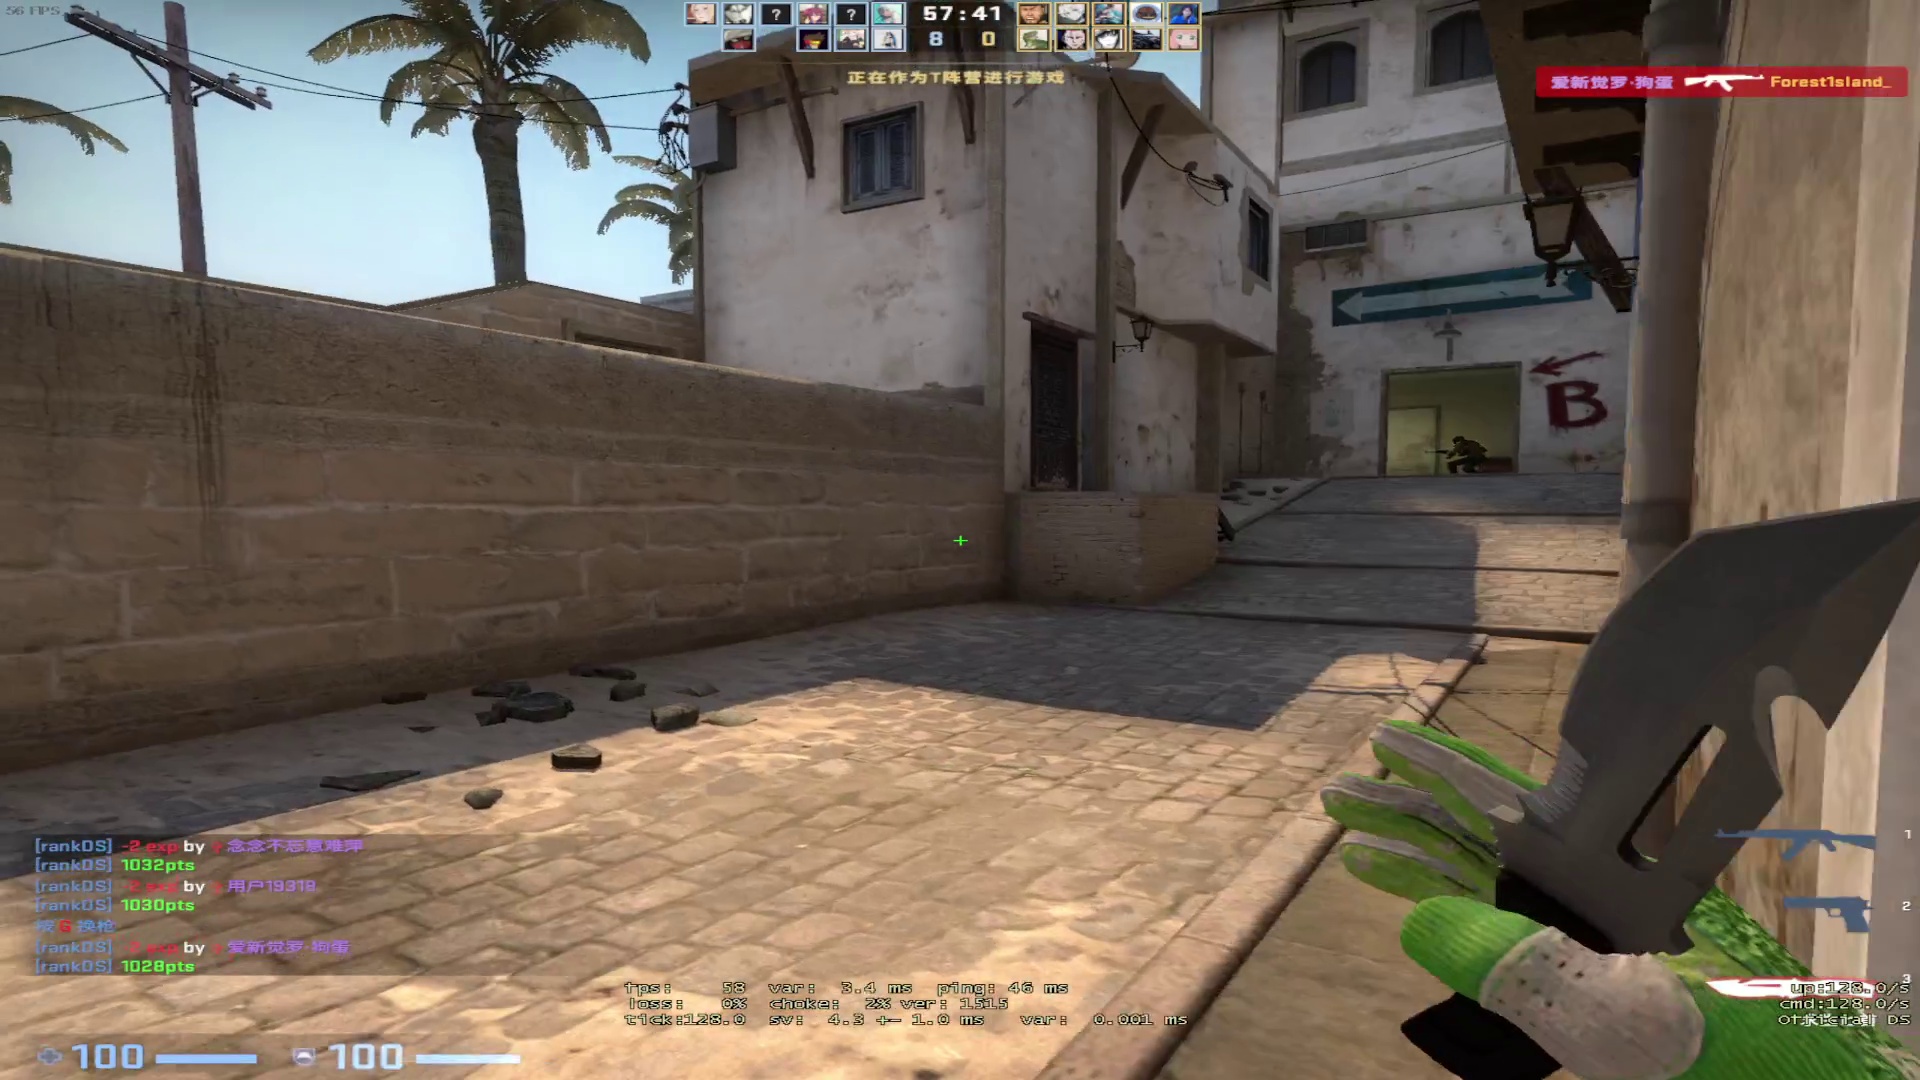 56 FPS
? ? 57:41
8 0
正在作为T阵营进行游戏
爱新觉罗·狗蛋 Forest1sland_
B
[rankDS] -2 exp by 念念不忘慧难萍
[rankDS] 1032pts
[rankDS] -2 exp by 用户19318
[rankDS] 1030pts
按 G 换枪
[rankDS] -2 exp by 爱新觉罗·狗蛋
[rankDS] 1028pts
1
2
3
fps: 58 var: 3.4 ms ping: 46 ms
loss: 0% choke: 2% ver: 1515
tick:128.0 sv: 4.3 +- 1.0 ms var: 0.001 ms
up:128.0/s
cmd:128.0/s
DS
100 100